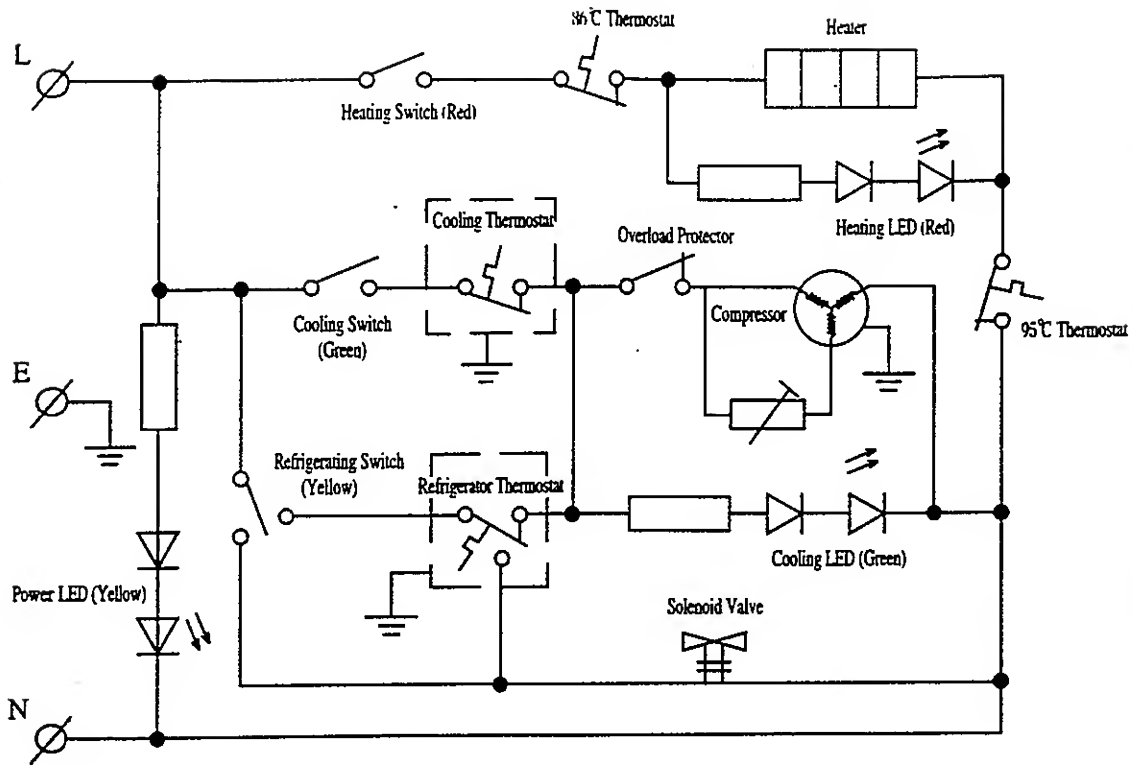 L
86℃ Thermostat
Heater
Heating Switch (Red)
Heating LED (Red)
Cooling Thermostat
Overload Protector
Cooling Switch
(Green)
Compressor
95℃ Thermostat
E
Refrigerating Switch
(Yellow)
Refrigerator Thermostat
Cooling LED (Green)
Power LED (Yellow)
Solenoid Valve
N